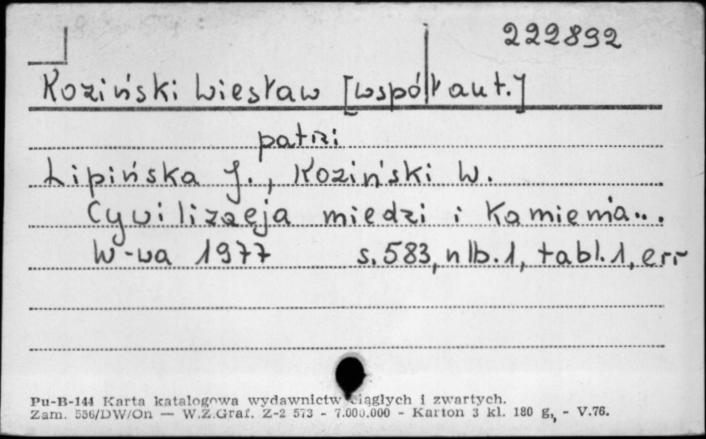 222892
Koziński Wiesław [współaut.]
patrz:
Lipińska J., Koziński W.
Cywilizacja miedzi i kamienia...
W-wa 1977 s. 583, nlb. 1, tabl. 1, err
Pu-B-144 Karta katalogowa wydawnictw ciągłych i zwartych.
Zam. 556/DW/On — W.Z.Graf. Z-2 573 - 7.000.000 - Karton 3 kl. 180 g, - V.76.